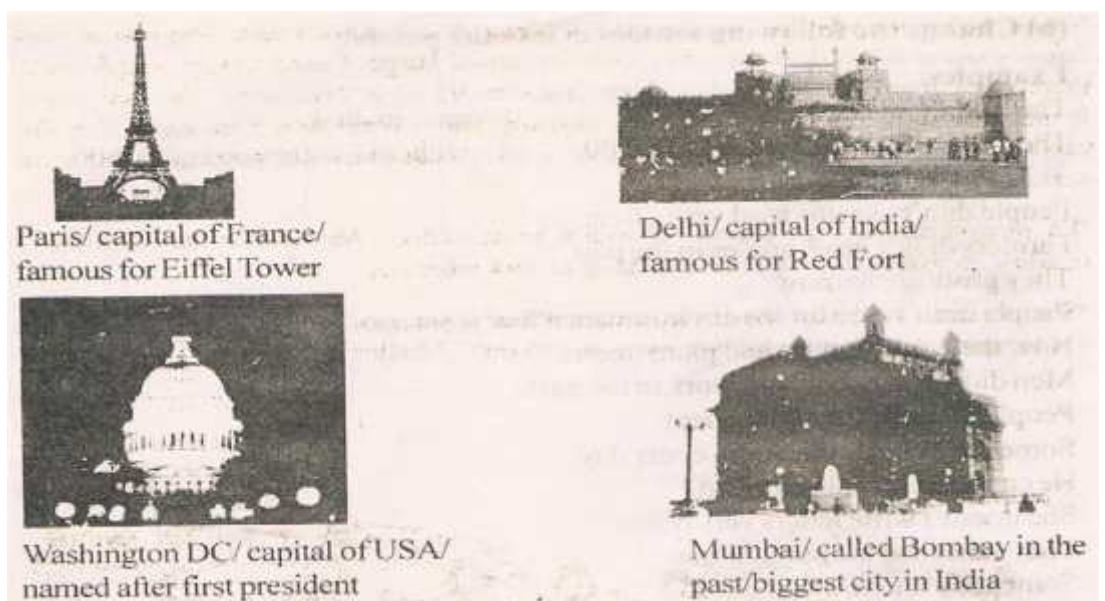 Paris/ capital of France/
famous for Eiffel Tower
Delhi/ capital of India/
famous for Red Fort
Washington DC/ capital of USA/
named after first president
Mumbai/ called Bombay in the
past/biggest city in India